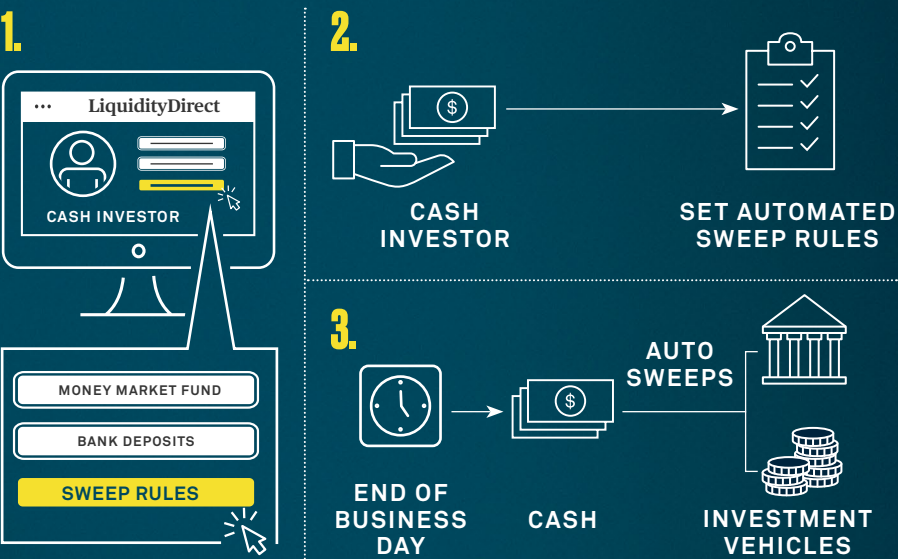 1.
... LiquidityDirect
CASH INVESTOR
MONEY MARKET FUND
BANK DEPOSITS
SWEEP RULES
2.
$
CASH
INVESTOR
SET AUTOMATED
SWEEP RULES
3.
AUTO
SWEEPS
$
END OF
BUSINESS
DAY
CASH
INVESTMENT
VEHICLES